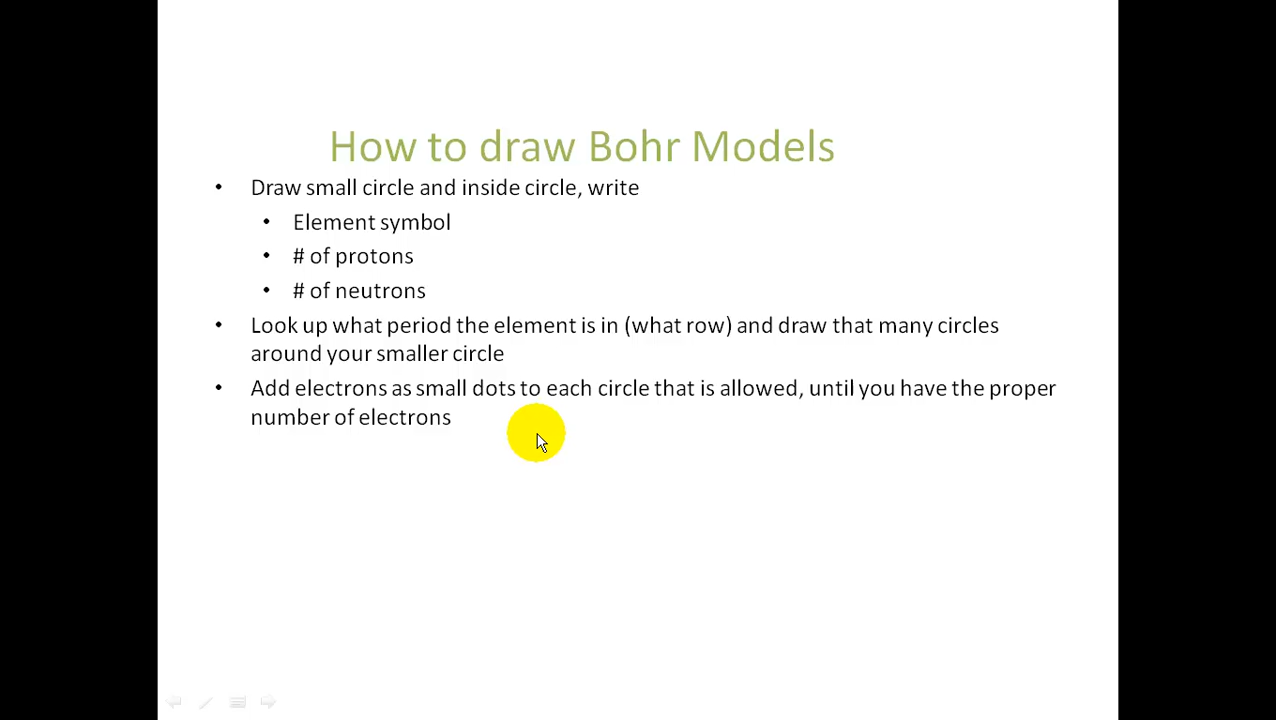 How to draw Bohr Models
• Draw small circle and inside circle, write
• Element symbol
• # of protons
• # of neutrons
• Look up what period the element is in (what row) and draw that many circles
around your smaller circle
• Add electrons as small dots to each circle that is allowed, until you have the proper
number of electrons